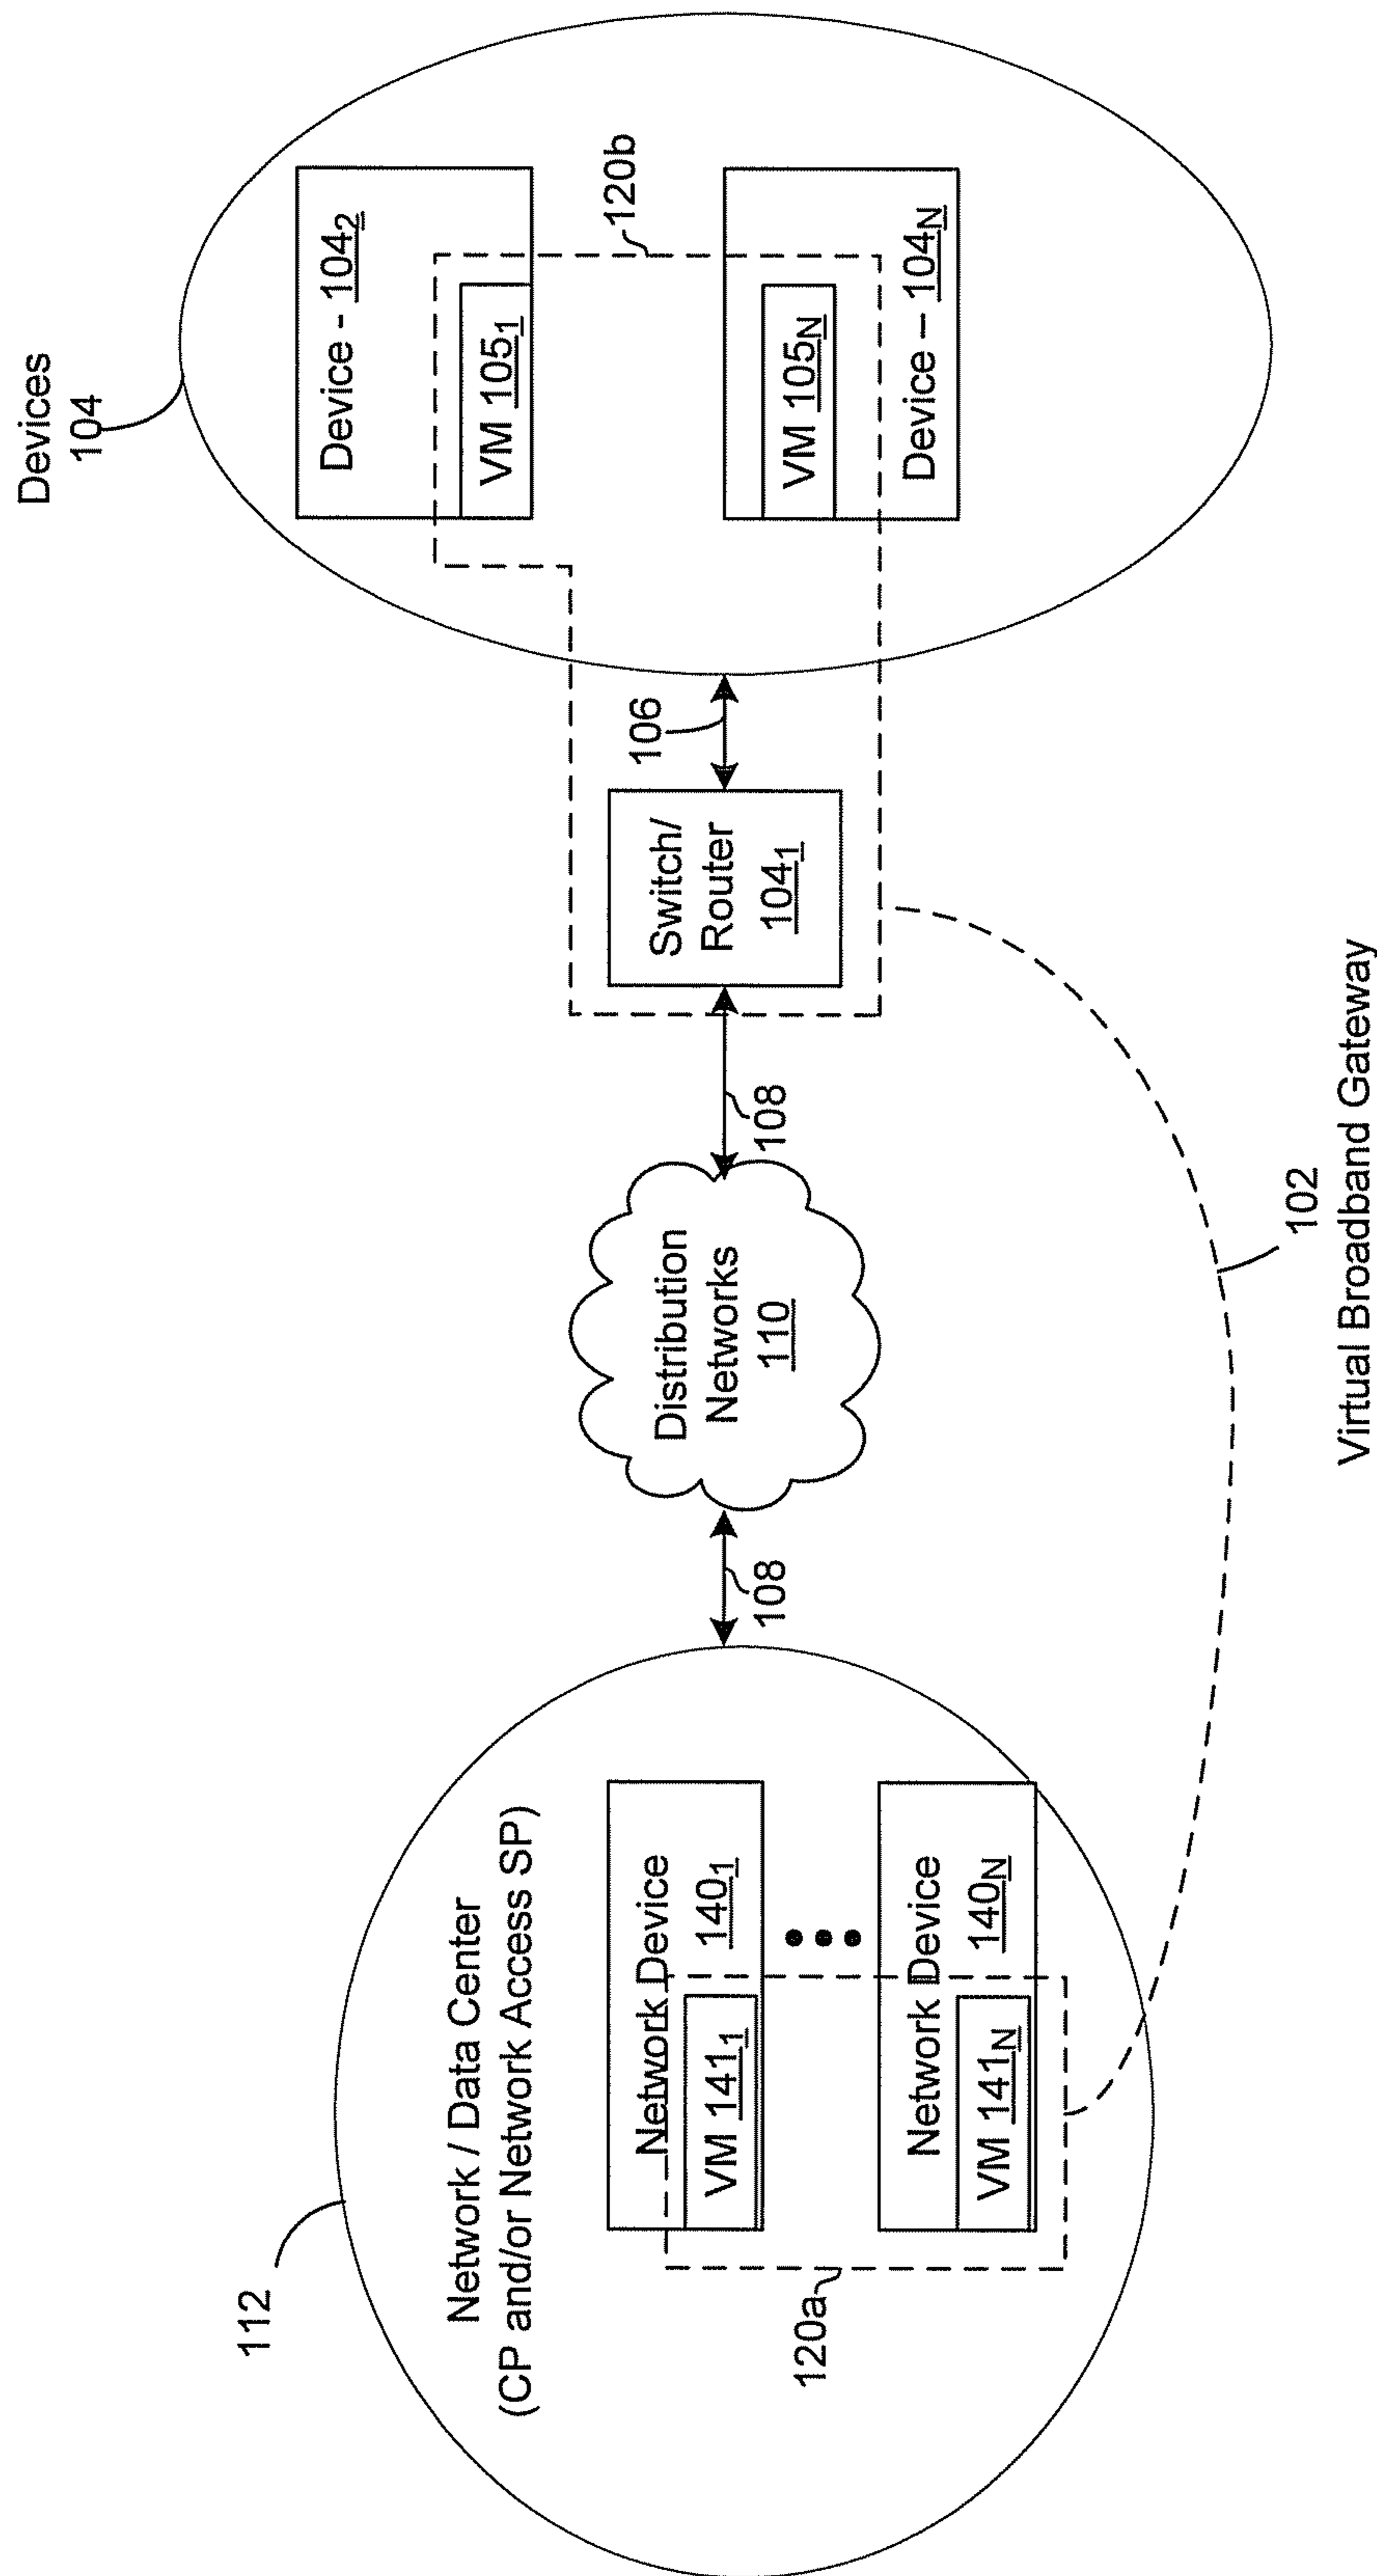 112
Network / Data Center
(CP and/or Network Access SP)
Network Device
140₁
VM 141₁
Network Device
140N
VM 141N
120a
108
Distribution
Networks
110
108
Switch/
Router
104₁
106
Devices
104
Device - 104₂
VM 105₁
120b
VM 105N
Device – 104N
102
Virtual Broadband Gateway